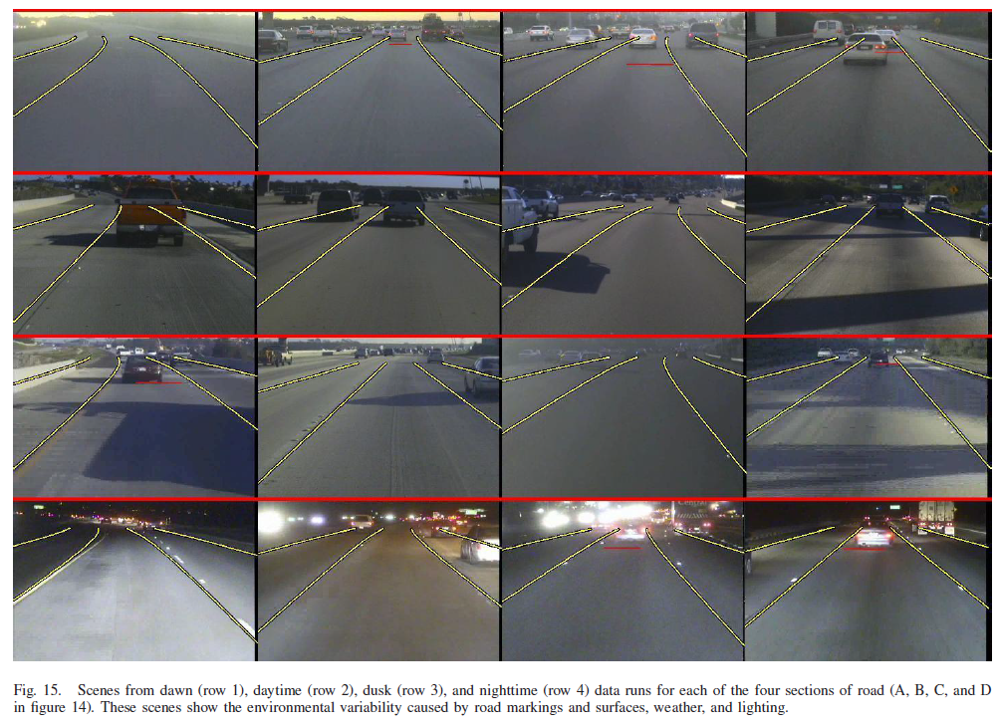 Fig. 15. Scenes from dawn (row 1), daytime (row 2), dusk (row 3), and nighttime (row 4) data runs for each of the four sections of road (A, B, C, and D
in figure 14). These scenes show the environmental variability caused by road markings and surfaces, weather, and lighting.